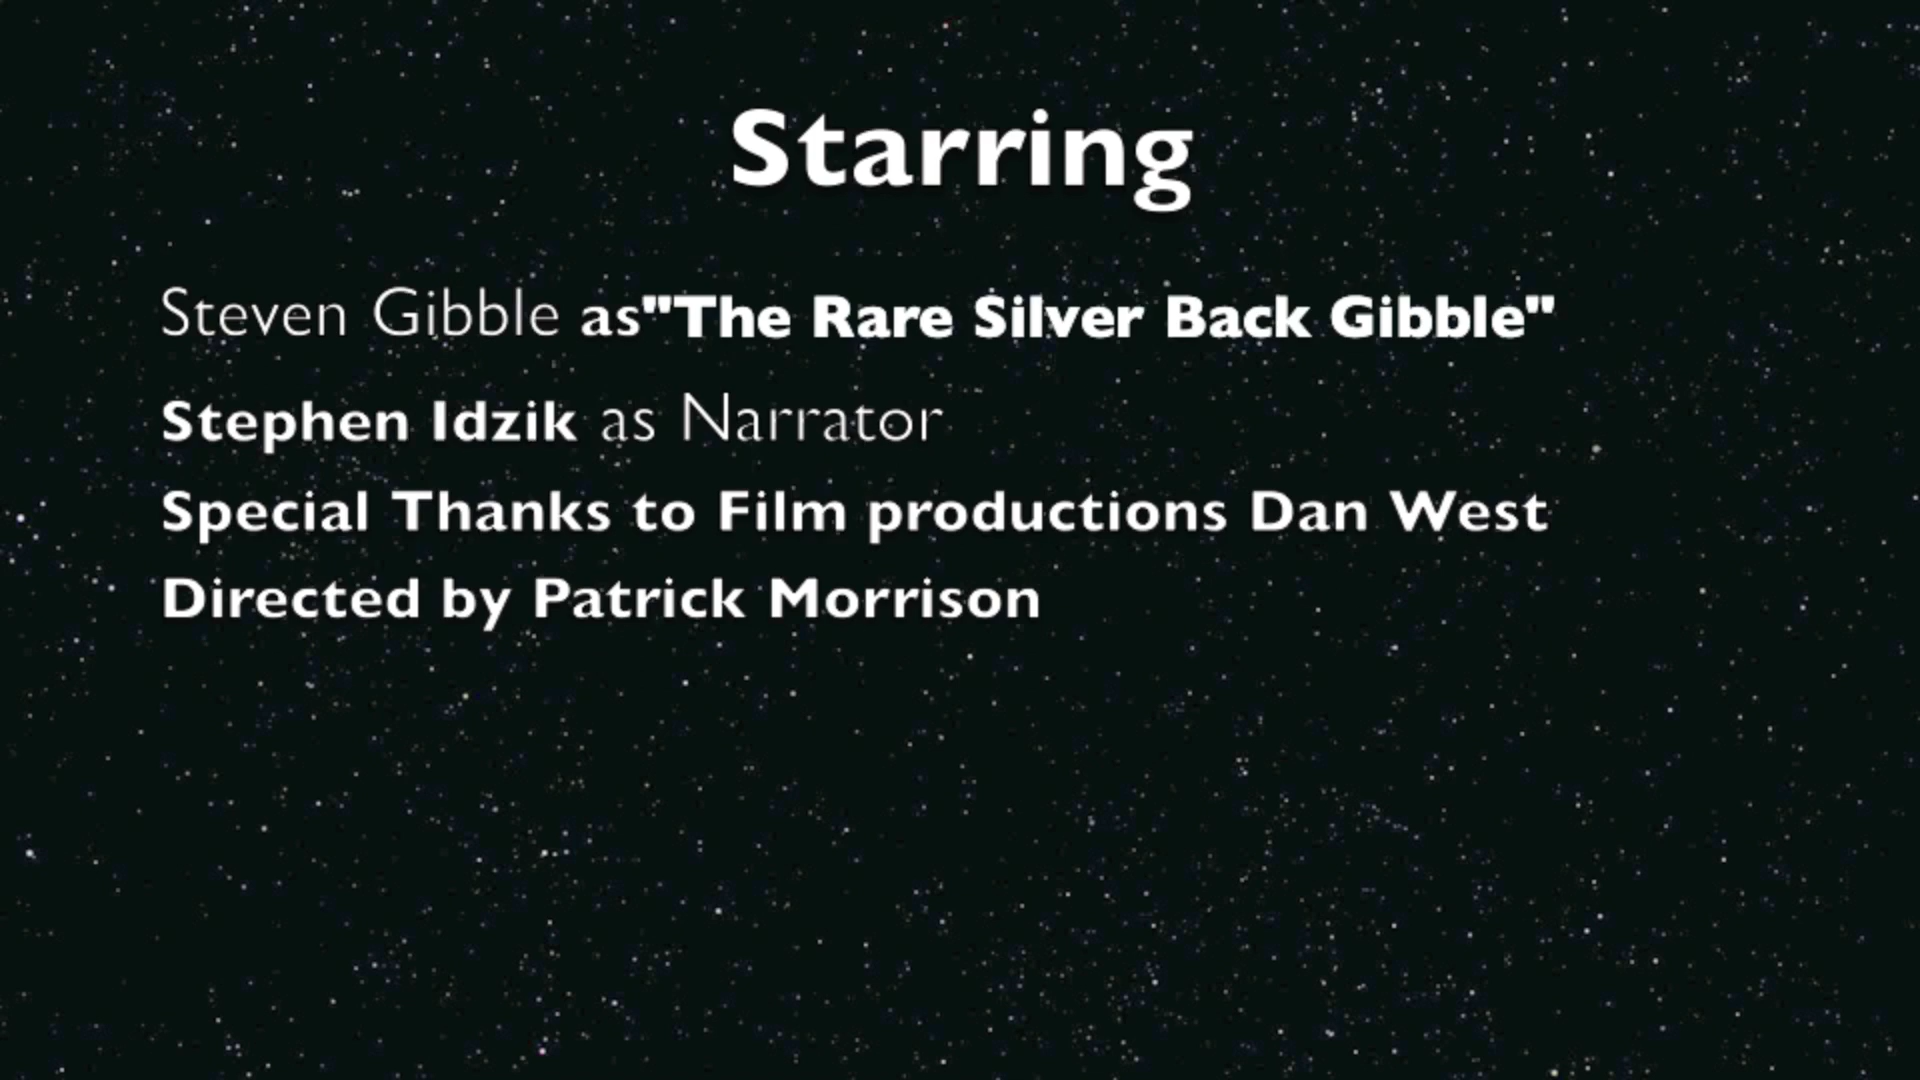 Starring
Steven Gibble as"The Rare Silver Back Gibble"
Stephen Idzik as Narrator
Special Thanks to Film productions Dan West
Directed by Patrick Morrison